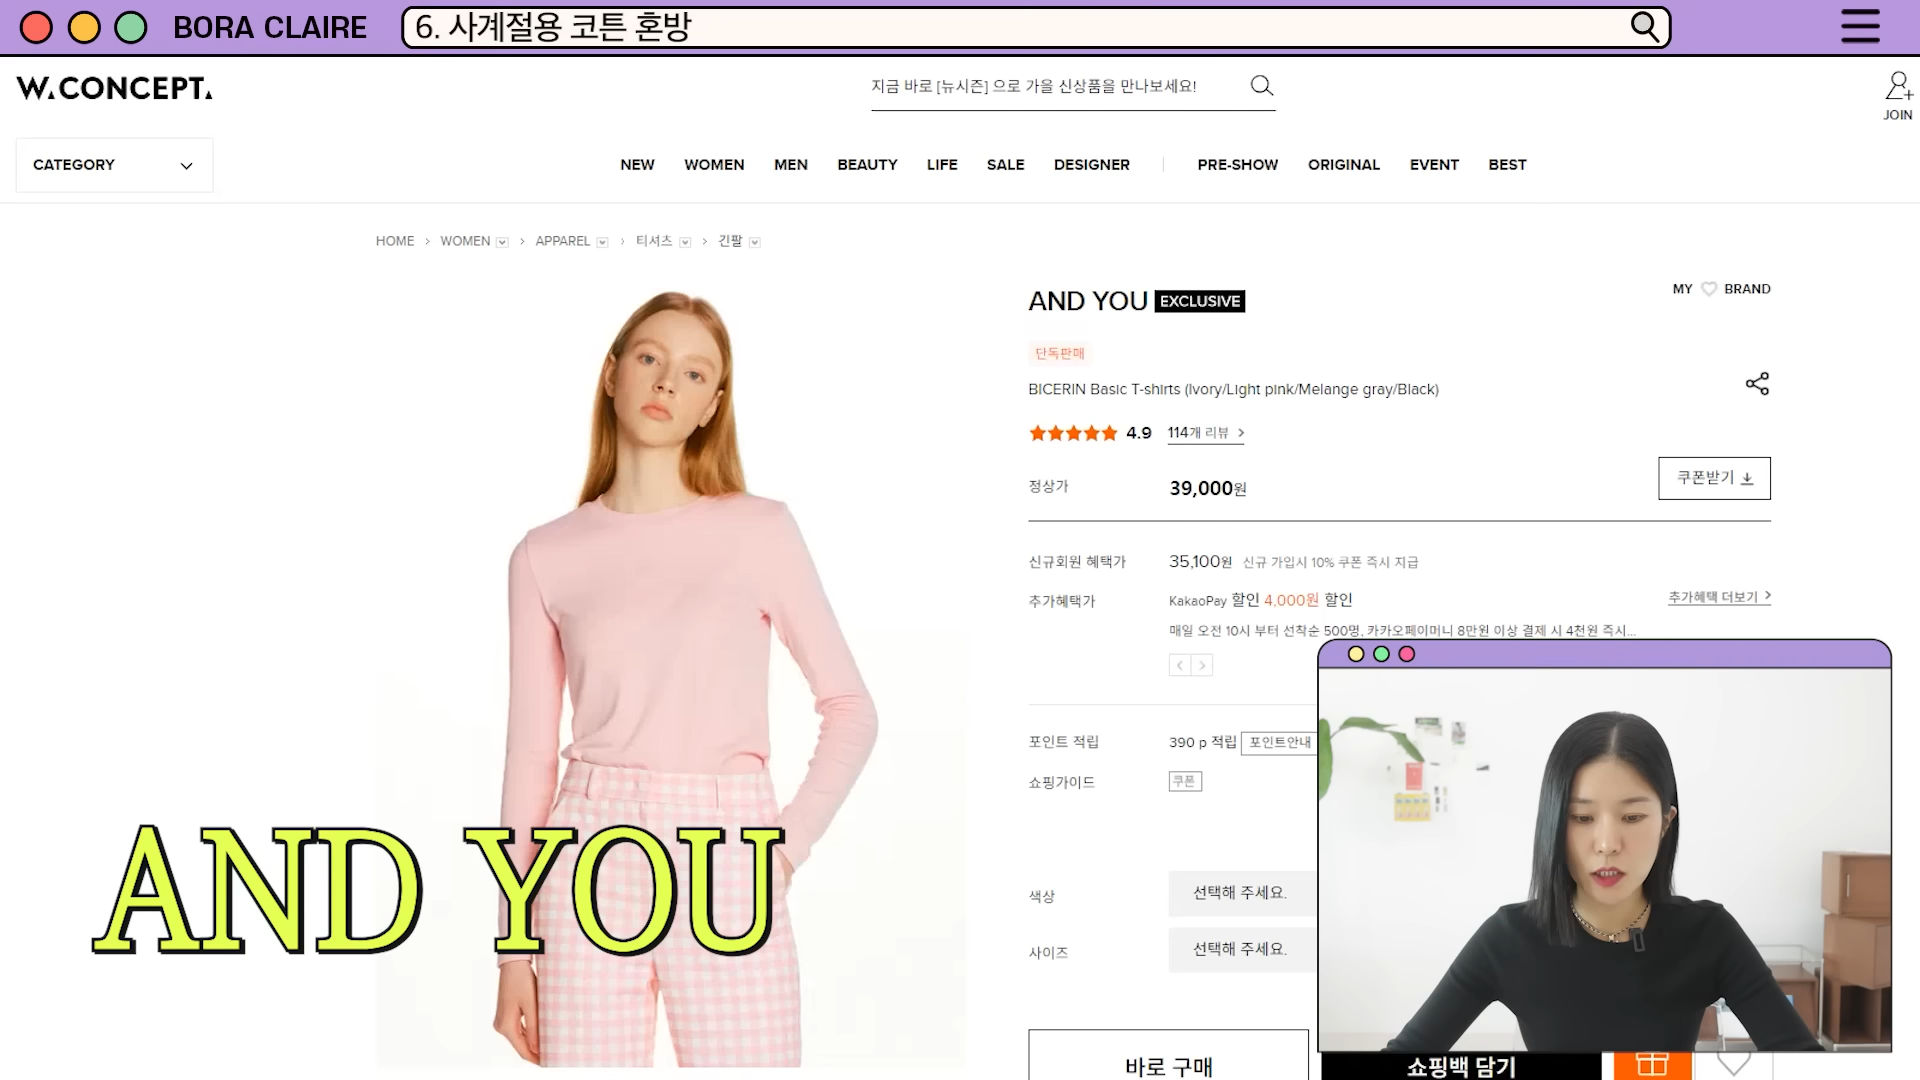 BORA CLAIRE
6. 사계절용 코튼 혼방
W.CONCEPT.
지금 바로 [뉴시즌] 으로 가을 신상품을 만나보세요!
JOIN
CATEGORY
NEW WOMEN MEN BEAUTY LIFE SALE DESIGNER PRE-SHOW ORIGINAL EVENT BEST
HOME > WOMEN > APPAREL > 티셔츠 > 긴팔
MY BRAND
AND YOU EXCLUSIVE
단독판매
BICERIN Basic T-shirts (Ivory/Light pink/Melange gray/Black)
4.9 114개 리뷰 >
정상가 39,000원 쿠폰받기
신규회원 혜택가 35,100원 신규 가입시 10% 쿠폰 즉시 지급
추가혜택가 KakaoPay 할인 4,000원 할인 추가혜택 더보기 >
매일 오전 10시 부터 선착순 500명, 카카오페이머니 8만원 이상 결제 시 4천원 즉시...
포인트 적립 390 p 적립 포인트안내
쇼핑가이드 쿠폰
색상 선택해 주세요.
사이즈 선택해 주세요.
AND YOU
바로 구매 쇼핑백 담기